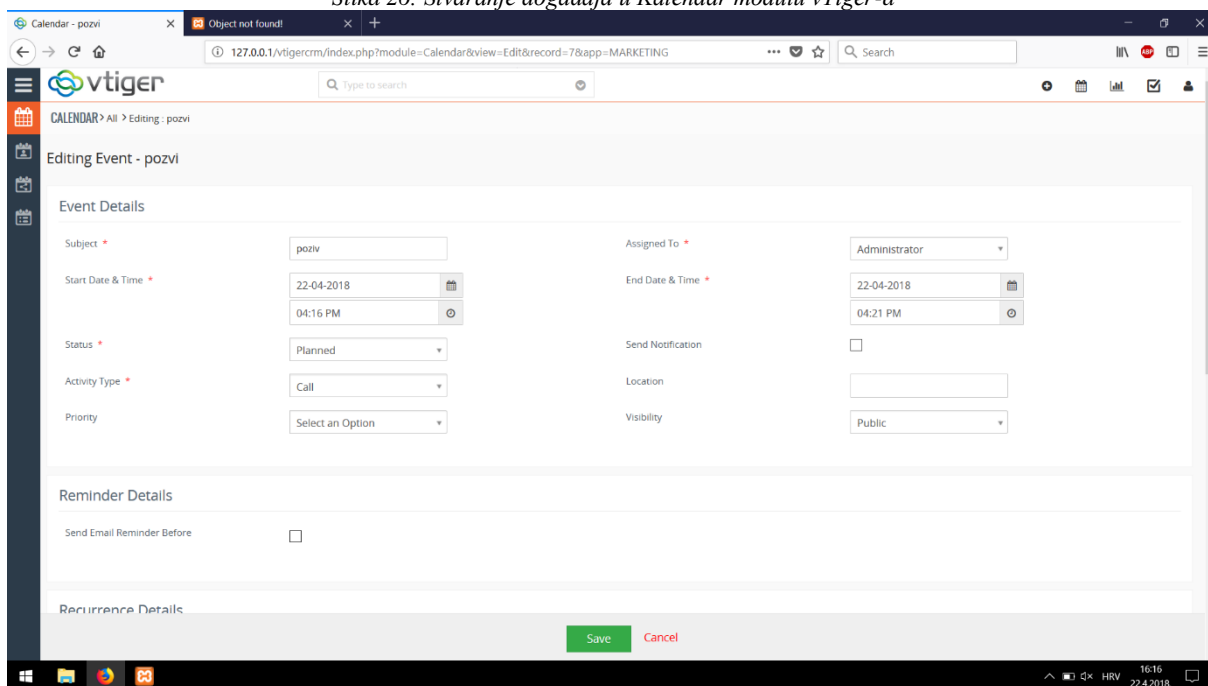 Slika 26: Stvaranje događaja u Kalendar modulu vTiger-a
Calendar - pozvi
Object not found!
127.0.0.1/vtigercrm/index.php?module=Calendar&view=Edit&record=7&app=MARKETING
Search
vtiger
Type to search
CALENDAR > All > Editing : pozvi
Editing Event - pozvi
Event Details
Subject * poziv Assigned To * Administrator
Start Date & Time * 22-04-2018 End Date & Time * 22-04-2018
04:16 PM 04:21 PM
Status * Planned Send Notification
Activity Type * Call Location
Priority Select an Option Visibility Public
Reminder Details
Send Email Reminder Before
Recurrence Details
Save Cancel
HRV 16:16
22.4.2018.